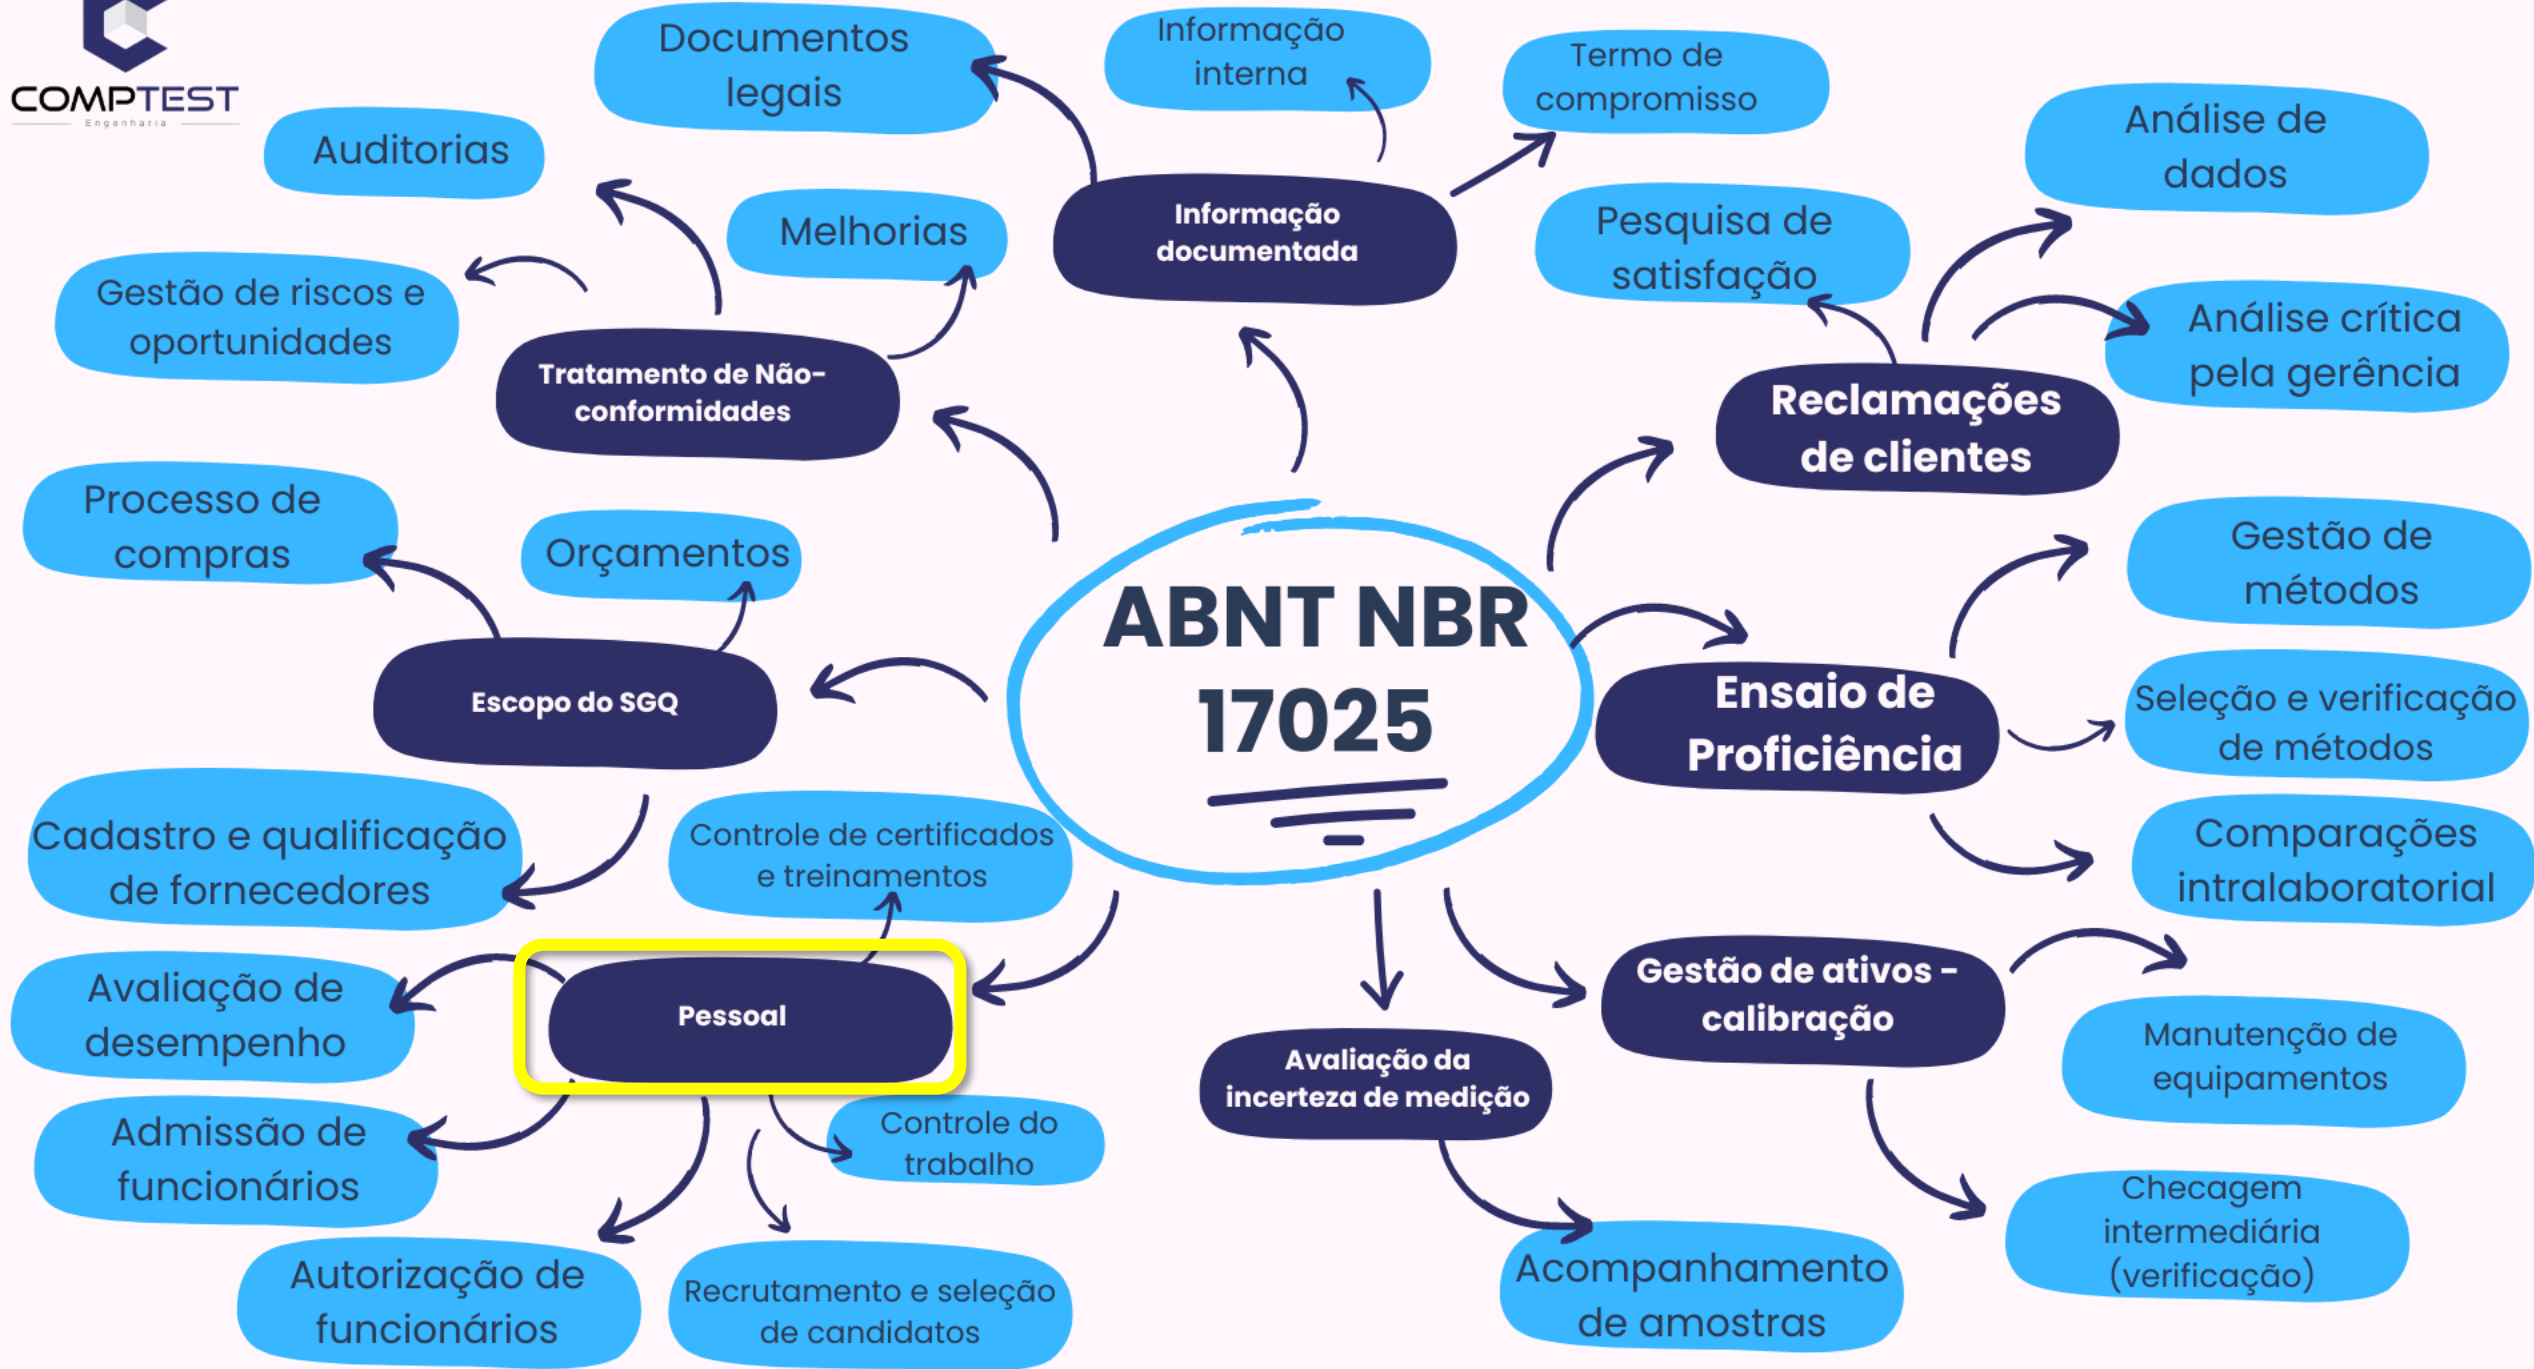 COMPTEST
Engenharia
Documentos
legais
Informação
interna
Termo de
compromisso
Análise de
dados
Auditorias
Melhorias
Informação
documentada
Pesquisa de
satisfação
Gestão de riscos e
oportunidades
Análise crítica
pela gerência
Tratamento de Não-
conformidades
Reclamações
de clientes
Processo de
compras
Orçamentos
Gestão de
métodos
ABNT NBR
17025
Escopo do SGQ
Ensaio de
Proficiência
Seleção e verificação
de métodos
Cadastro e qualificação
de fornecedores
Controle de certificados
e treinamentos
Comparações
intralaboratorial
Avaliação de
desempenho
Pessoal
Gestão de ativos -
calibração
Avaliação da
incerteza de medição
Manutenção de
equipamentos
Admissão de
funcionários
Controle do
trabalho
Checagem
intermediária
(verificação)
Autorização de
funcionários
Recrutamento e seleção
de candidatos
Acompanhamento
de amostras